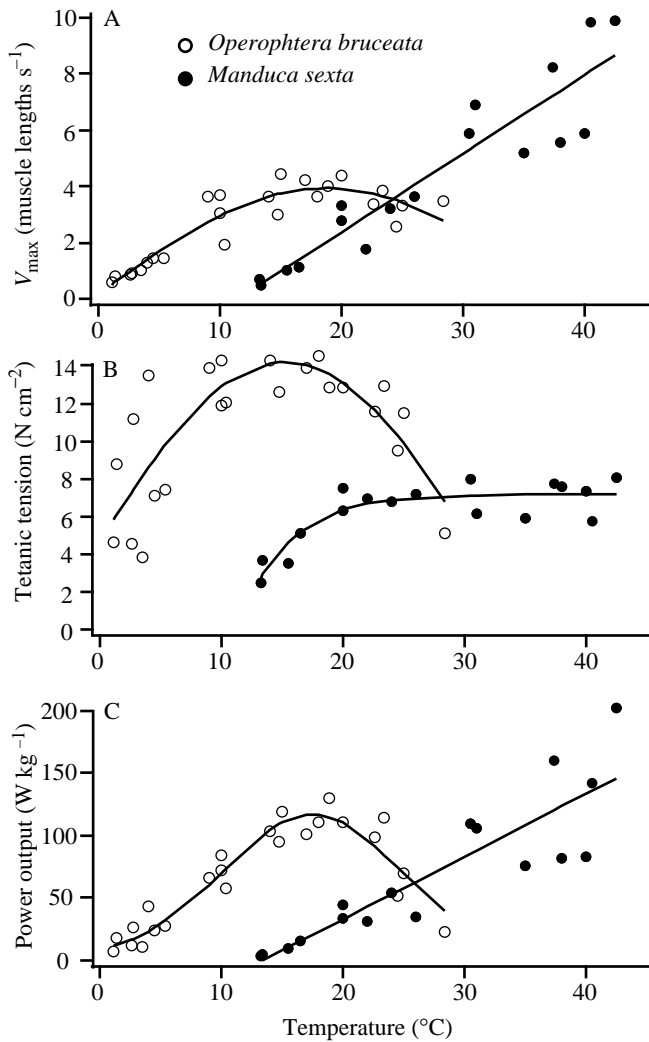 A
Operophtera bruceata
Manduca sexta
V_max (muscle lengths s⁻¹)
10
8
6
4
2
0
0 10 20 30 40
B
Tetanic tension (N cm⁻²)
14
12
10
8
6
4
2
0
0 10 20 30 40
C
Power output (W kg⁻¹)
200
150
100
50
0
0 10 20 30 40
Temperature (°C)